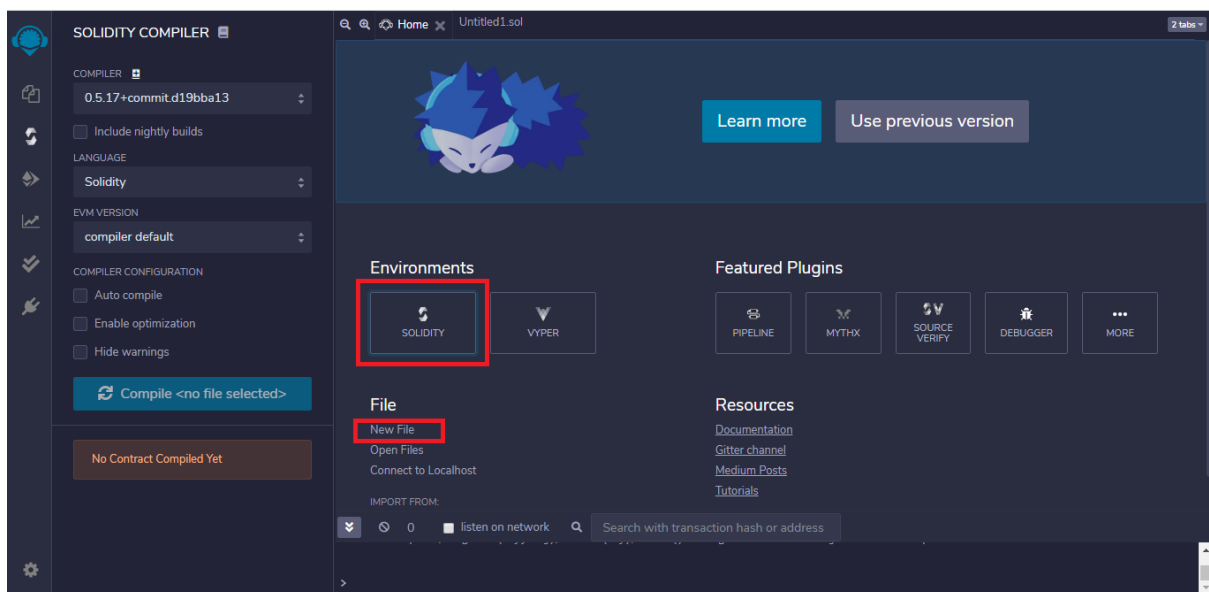 SOLIDITY COMPILER
COMPILER
0.5.17+commit.d19bba13
Include nightly builds
LANGUAGE
Solidity
EVM VERSION
compiler default
COMPILER CONFIGURATION
Auto compile
Enable optimization
Hide warnings
Compile <no file selected>
No Contract Compiled Yet
Home
Untitled1.sol
2 tabs
Learn more
Use previous version
Environments
SOLIDITY
VYPER
Featured Plugins
PIPELINE
MYTHX
SOURCE
VERIFY
DEBUGGER
MORE
File
New File
Open Files
Connect to Localhost
IMPORT FROM:
Resources
Documentation
Gitter channel
Medium Posts
Tutorials
0
listen on network
Search with transaction hash or address
>